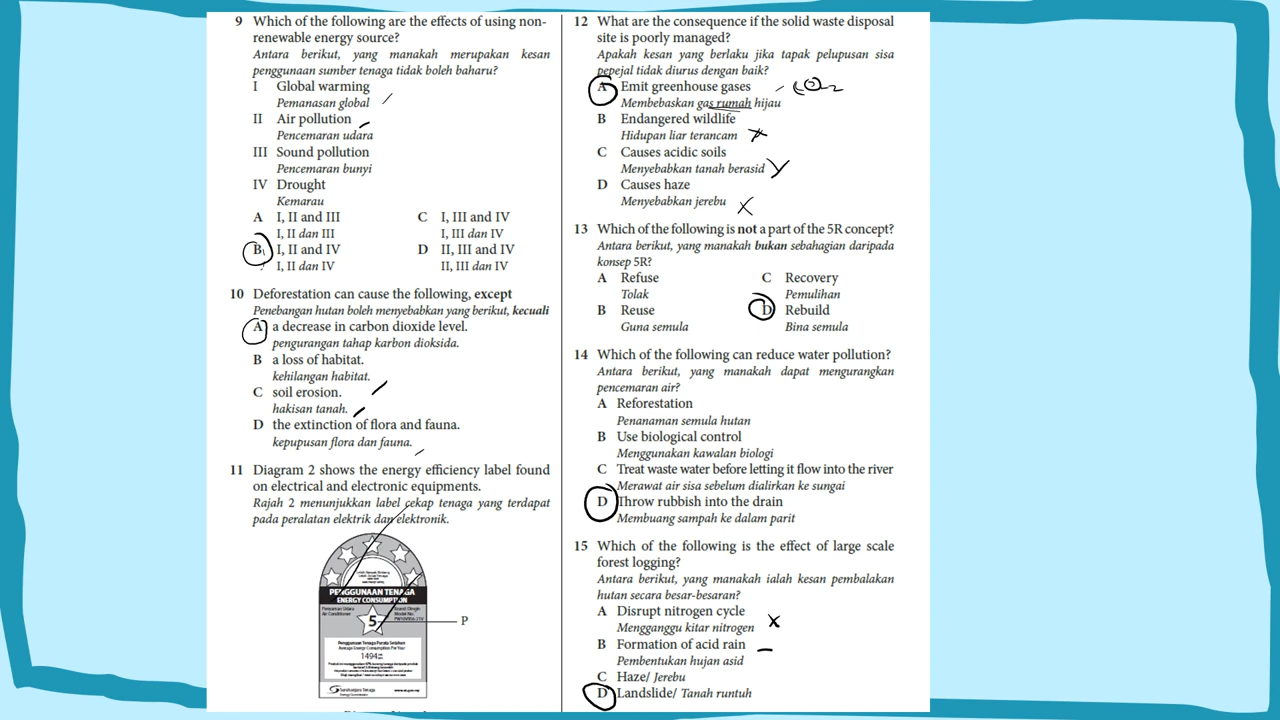 9 Which of the following are the effects of using non-
renewable energy source?
Antara berikut, yang manakah merupakan kesan
penggunaan sumber tenaga tidak boleh baharu?
I Global warming
Pemanasan global
II Air pollution
Pencemaran udara
III Sound pollution
Pencemaran bunyi
IV Drought
Kemarau
A I, II and III
I, II dan III
B I, II and IV
I, II dan IV
C I, III and IV
I, III dan IV
D II, III and IV
II, III dan IV
10 Deforestation can cause the following, except
Penebangan hutan boleh menyebabkan yang berikut, kecuali
A a decrease in carbon dioxide level.
pengurangan tahap karbon dioksida.
B a loss of habitat.
kehilangan habitat.
C soil erosion.
hakisan tanah.
D the extinction of flora and fauna.
kepupusan flora dan fauna.
11 Diagram 2 shows the energy efficiency label found
on electrical and electronic equipments.
Rajah 2 menunjukkan label cekap tenaga yang terdapat
pada peralatan elektrik dan elektronik.
PENGGUNAAN TENAGA
ENERGY CONSUMPTION
5
P
Penggunaan Tenaga Purata Setahun
Average Energy Consumption Per Year
1494
Suruhanjaya Tenaga
12 What are the consequence if the solid waste disposal
site is poorly managed?
Apakah kesan yang berlaku jika tapak pelupusan sisa
pepejal tidak diurus dengan baik?
A Emit greenhouse gases
Membebaskan gas rumah hijau
B Endangered wildlife
Hidupan liar terancam
C Causes acidic soils
Menyebabkan tanah berasid
D Causes haze
Menyebabkan jerebu
13 Which of the following is not a part of the 5R concept?
Antara berikut, yang manakah bukan sebahagian daripada
konsep 5R?
A Refuse
Tolak
B Reuse
Guna semula
C Recovery
Pemulihan
D Rebuild
Bina semula
14 Which of the following can reduce water pollution?
Antara berikut, yang manakah dapat mengurangkan
pencemaran air?
A Reforestation
Penanaman semula hutan
B Use biological control
Menggunakan kawalan biologi
C Treat waste water before letting it flow into the river
Merawat air sisa sebelum dialirkan ke sungai
D Throw rubbish into the drain
Membuang sampah ke dalam parit
15 Which of the following is the effect of large scale
forest logging?
Antara berikut, yang manakah ialah kesan pembalakan
hutan secara besar-besaran?
A Disrupt nitrogen cycle
Mengganggu kitar nitrogen
B Formation of acid rain
Pembentukan hujan asid
C Haze/ Jerebu
D Landslide/ Tanah runtuh